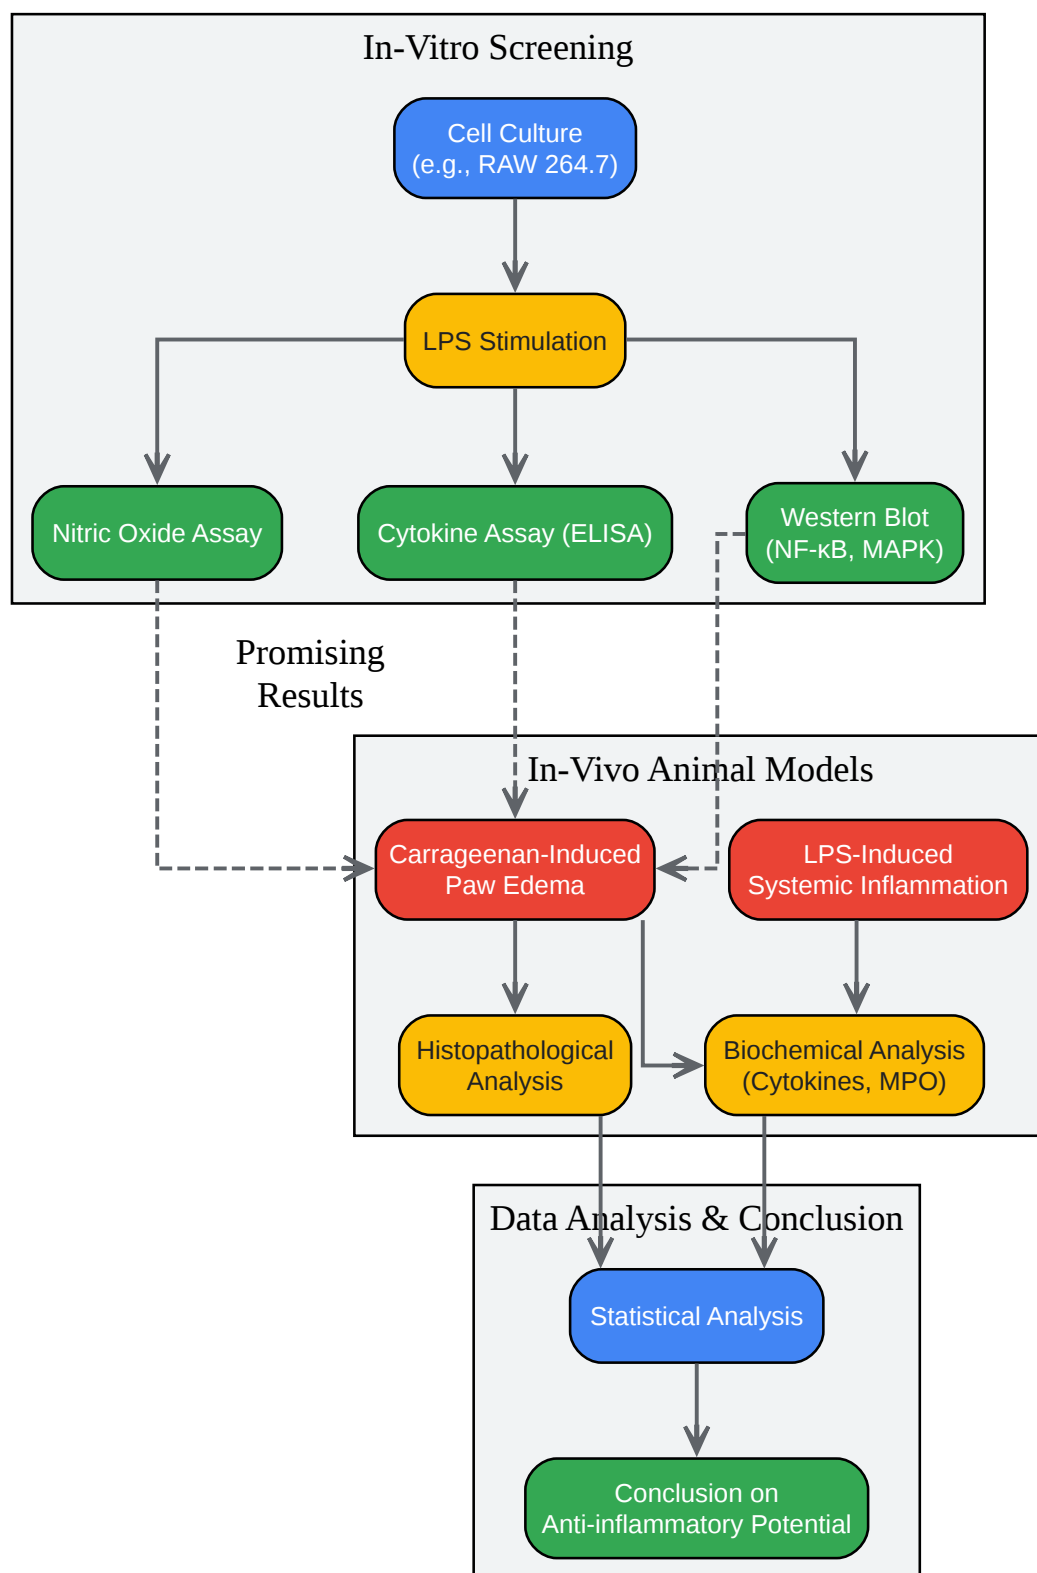 In-Vitro Screening
Cell Culture
(e.g., RAW 264.7)
LPS Stimulation
Nitric Oxide Assay
Cytokine Assay (ELISA)
Western Blot
(NF-κB, MAPK)
Promising
Results
In-Vivo Animal Models
Carrageenan-Induced
Paw Edema
LPS-Induced
Systemic Inflammation
Histopathological
Analysis
Biochemical Analysis
(Cytokines, MPO)
Data Analysis & Conclusion
Statistical Analysis
Conclusion on
Anti-inflammatory Potential